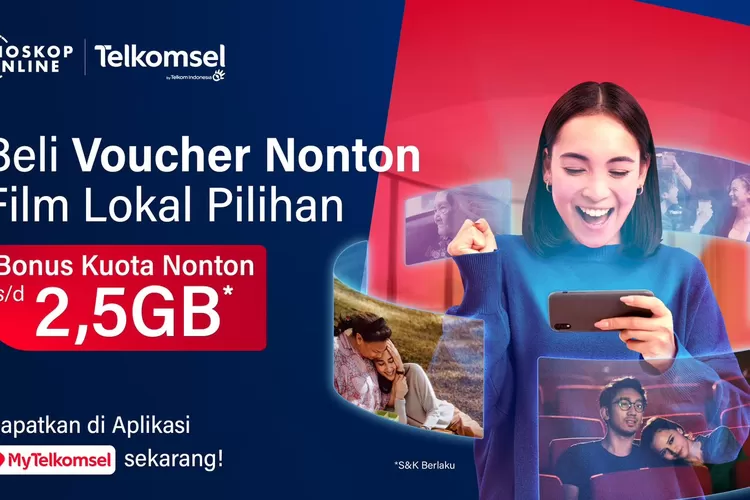 IOSKOP
NLINE
Telkomsel
by Telkom Indonesia
Beli Voucher Nonton
Film Lokal Pilihan
Bonus Kuota Nonton
s/d
2,5GB*
apatkan di Aplikasi
MyTelkomsel sekarang!
*S&K Berlaku